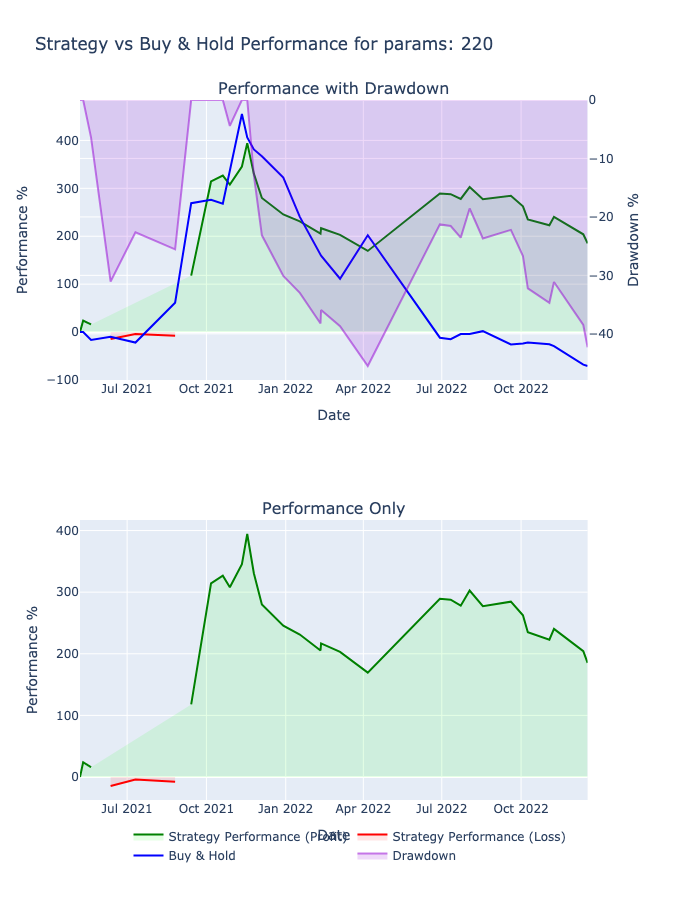 Strategy vs Buy & Hold Performance for params: 220
Performance with Drawdown
400
300
200
100
0
−100
Performance %
0
−10
−20
−30
−40
Drawdown %
Jul 2021
Oct 2021
Jan 2022
Apr 2022
Jul 2022
Oct 2022
Date
Performance Only
400
300
200
100
0
Performance %
Jul 2021
Oct 2021
Jan 2022
Apr 2022
Jul 2022
Oct 2022
Date
Strategy Performance (Profit)
Strategy Performance (Loss)
Buy & Hold
Drawdown